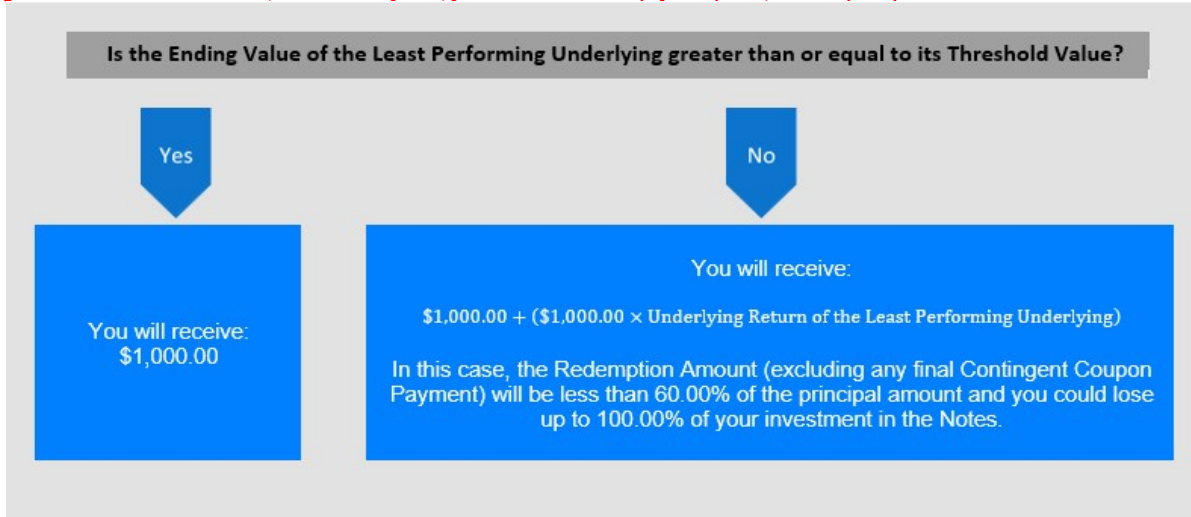 Is the Ending Value of the Least Performing Underlying greater than or equal to its Threshold Value?
Yes
No
You will receive:
$1,000.00
You will receive:
$1,000.00 + ($1,000.00 × Underlying Return of the Least Performing Underlying)
In this case, the Redemption Amount (excluding any final Contingent Coupon
Payment) will be less than 60.00% of the principal amount and you could lose
up to 100.00% of your investment in the Notes.